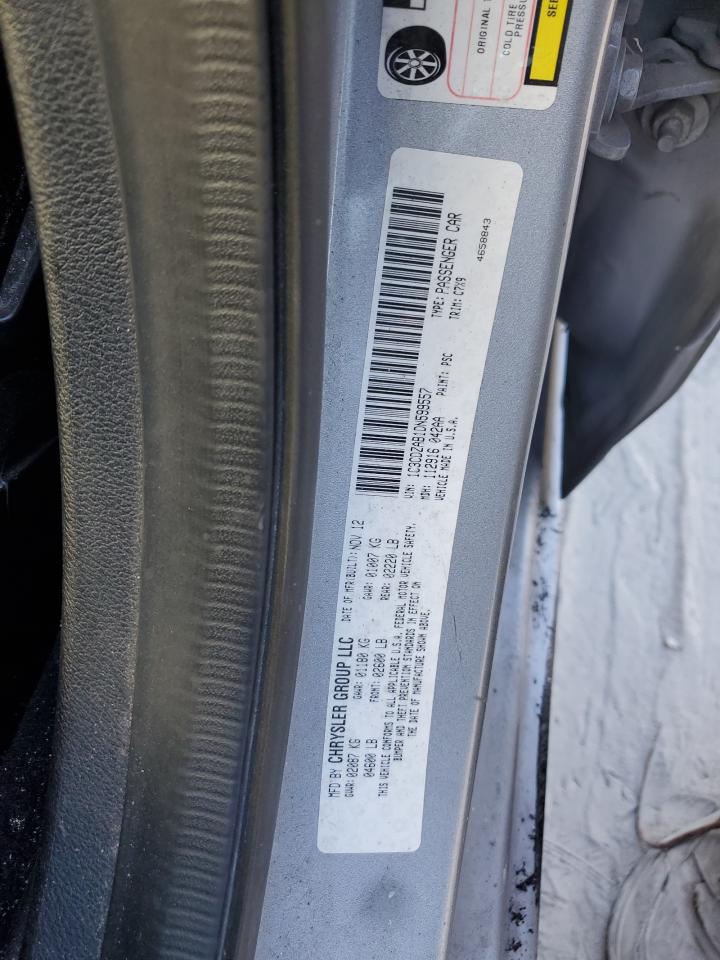 ORIGINAL
COLD TIRE
PRESSU
SEE
MFD BY CHRYSLER GROUP LLC
DATE OF MFR(BUILT): NOV 12
GVWR: 02087 KG
04600 LB
GAWR: 01180 KG
FRONT: 02600 LB
GAWR: 01007 KG
REAR: 02220 LB
THIS VEHICLE CONFORMS TO ALL APPLICABLE U.S.A. FEDERAL MOTOR VEHICLE SAFETY,
BUMPER AND THEFT PREVENTION STANDARDS IN EFFECT ON
THE DATE OF MANUFACTURE SHOWN ABOVE.
VIN: 1C3CDZAB1DN599557
TYPE: PASSENGER CAR
MDH: 112916 042AA
PAINT: PSC
TRIM: C7X9
VEHICLE MADE IN U.S.A.
4658843